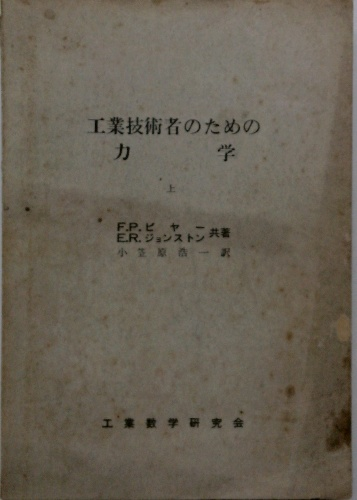 工業技術者のための
力学
上
F.P.ビヤー
E.R.ジョンストン 共著
小笠原浩一訳
工業数学研究会